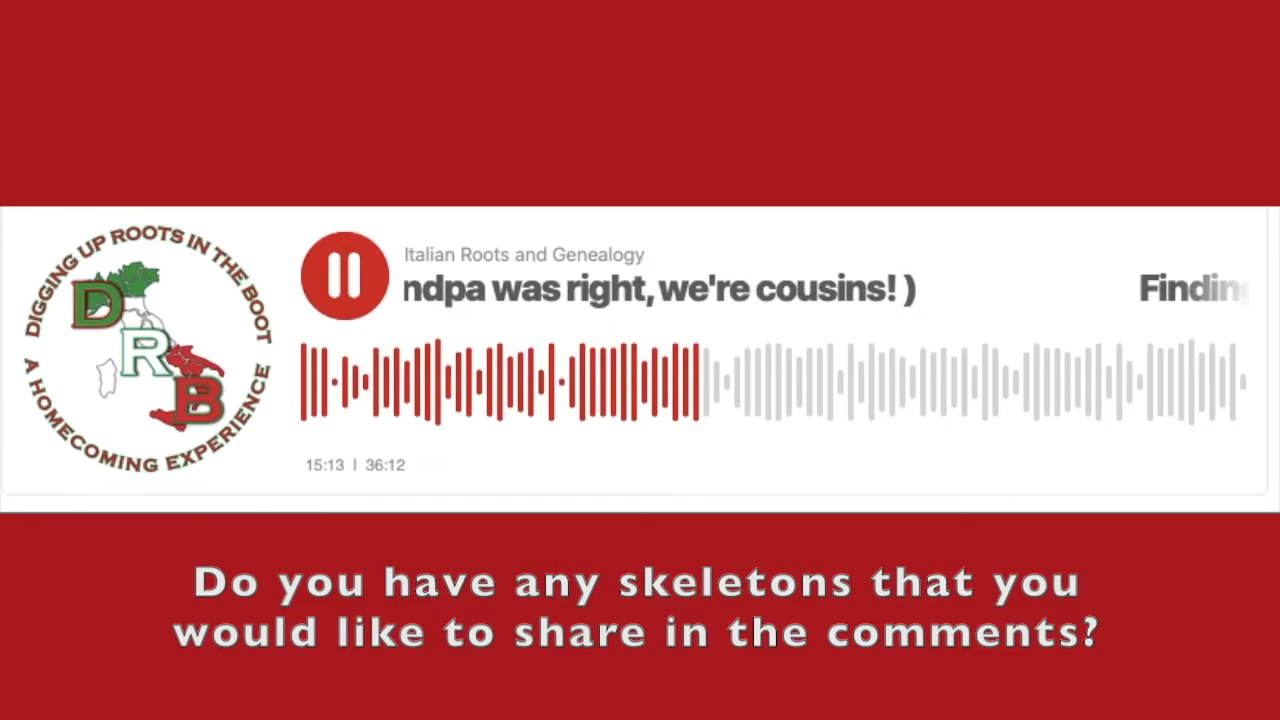 DIGGING UP ROOTS IN THE BOOT
A HOMECOMING EXPERIENCE
D
R
B
Italian Roots and Genealogy
ndpa was right, we're cousins! ) Findin
15:13 | 36:12
Do you have any skeletons that you
would like to share in the comments?